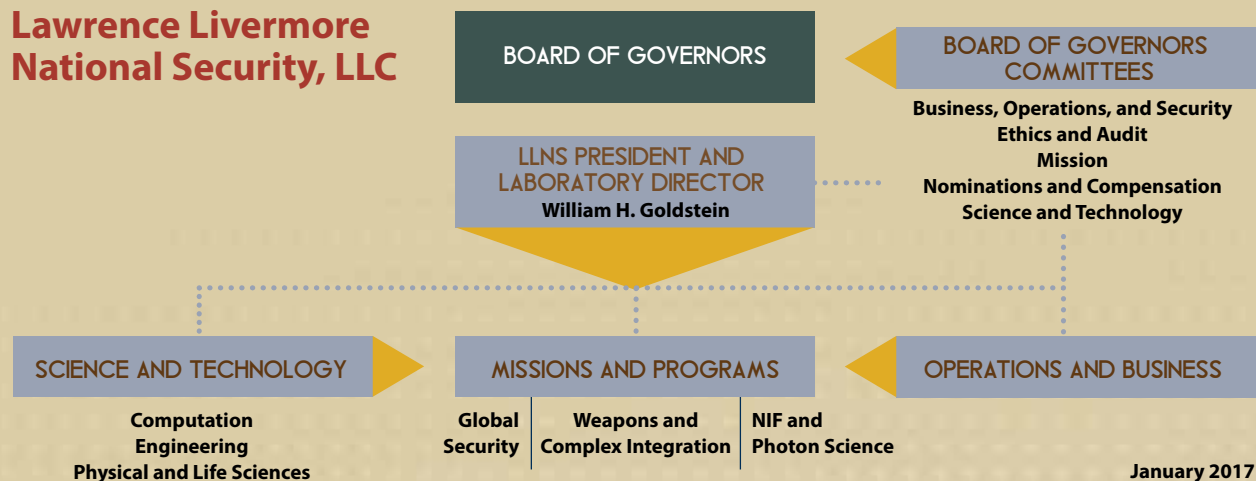 Lawrence Livermore
National Security, LLC
BOARD OF GOVERNORS
BOARD OF GOVERNORS
COMMITTEES
Business, Operations, and Security
Ethics and Audit
Mission
Nominations and Compensation
Science and Technology
LLNS PRESIDENT AND
LABORATORY DIRECTOR
William H. Goldstein
SCIENCE AND TECHNOLOGY
Computation
Engineering
Physical and Life Sciences
MISSIONS AND PROGRAMS
Global
Security
Weapons and
Complex Integration
NIF and
Photon Science
OPERATIONS AND BUSINESS
January 2017